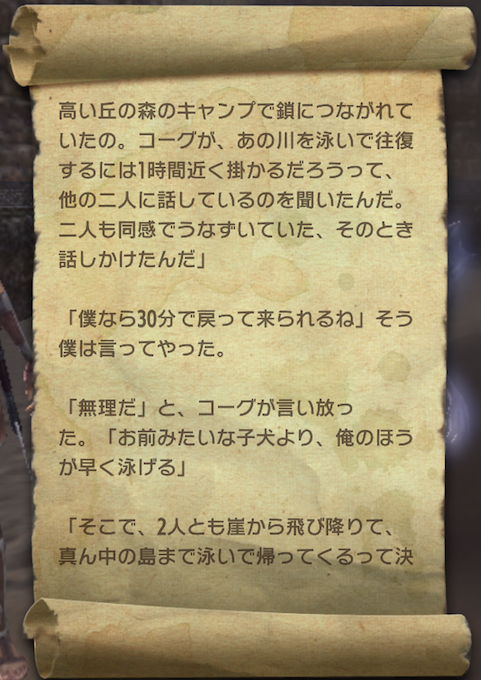 高い丘の森のキャンプで鎖につながれて
いたの。コーグが、あの川を泳いで往復
するには1時間近く掛かるだろうって、
他の二人に話しているのを聞いたんだ。
二人も同感でうなずいていた、そのとき
話しかけたんだ」
「僕なら30分で戻って来られるね」そう
僕は言ってやった。
「無理だ」と、コーグが言い放っ
た。「お前みたいな子犬より、俺のほう
が早く泳げる」
「そこで、2人とも崖から飛び降りて、
真ん中の島まで泳いで帰ってくるって決